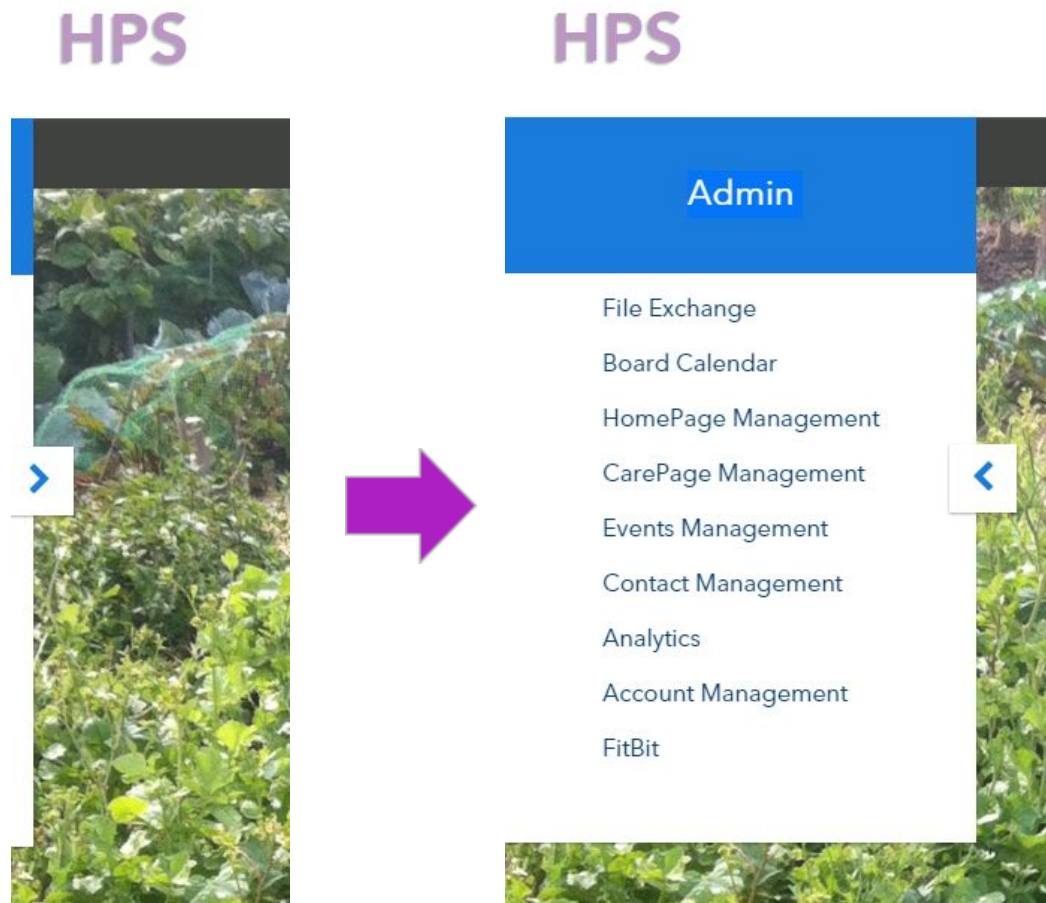 HPS
HPS
Admin
File Exchange
Board Calendar
HomePage Management
CarePage Management
Events Management
Contact Management
Analytics
Account Management
FitBit